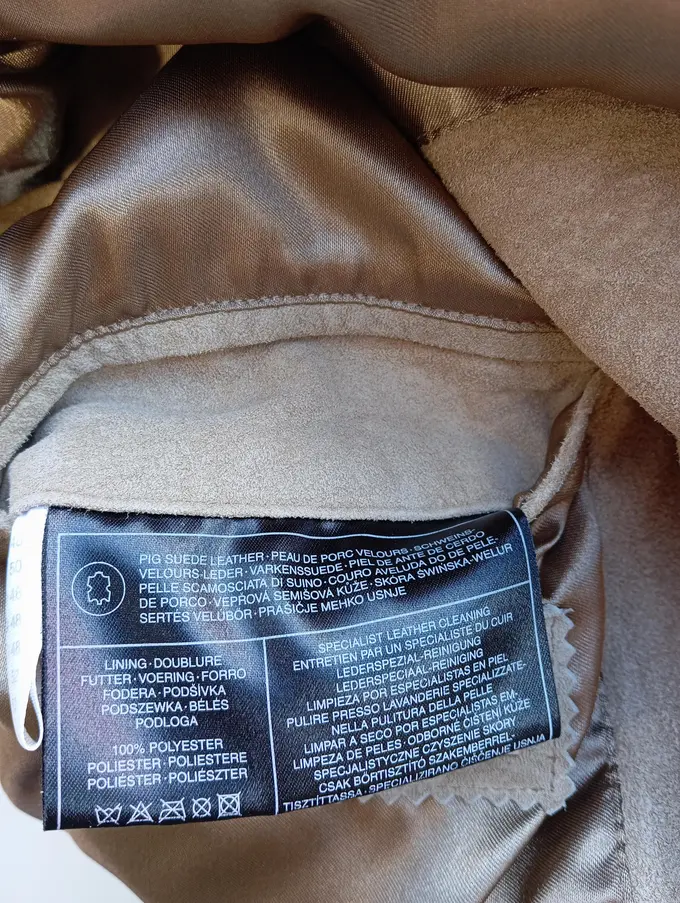 PIG SUEDE LEATHER · PEAU DE PORC VELOURS · SCHWEINS-
VELOURS-LEDER · VARKENSSUEDE · PIEL DE ANTE DE CERDO
PELLE SCAMOSCIATA DI SUINO · COURO AVELUDA DO DE PELE-
DE PORCO · VEPŘOVÁ SEMIŠOVÁ KŮŽE · SKÓRA ŚWIŃSKA-WELUR
SERTÉS VELÚBŐR · PRAŠIČJE MEHKO USNJE
LINING · DOUBLURE
FUTTER · VOERING · FORRO
FODERA · PODŠÍVKA
PODSZEWKA · BÉLÉS
PODLOGA
100% POLYESTER
POLIESTER · POLIESTERE
POLIÉSTER · POLIÉSZTER
SPECIALIST LEATHER CLEANING
ENTRETIEN PAR UN SPÉCIALISTE DU CUIR
LEDERSPEZIAL-REINIGUNG
LEDERSPECIAAL-REINIGING
LIMPIEZA POR ESPECIALISTAS EN PIEL
PULIRE PRESSO LAVANDERIE SPECIALIZZATE-
NELLA PULITURA DELLA PELLE
LIMPAR A SECO POR ESPECIALISTAS EM-
LIMPEZA DE PELES · ODBORNÉ ČIŠTĚNÍ KŮŽE
SPECJALISTYCZNE CZYSZENIE SKÓRY
CSAK BŐRTISZTÍTÓ SZAKEMBERREL-
TISZTÍTTASSA · SPECIALIZIRANO ČIŠČENJE USNJA